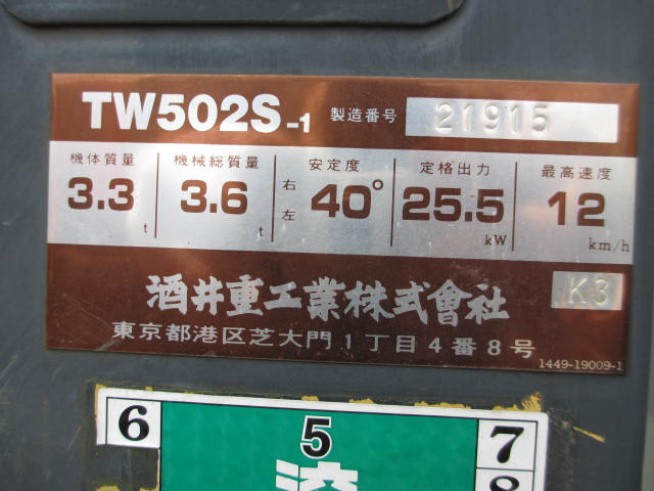 TW502S-1 製造番号 21915
機体質量 機械総質量 安定度 定格出力 最高速度
3.3 t 3.6 t 右 左 40° 25.5 kW 12 km/h
酒井重工業株式會社 K3
東京都港区芝大門1丁目4番8号
1449-19009-1
6 5 7
8